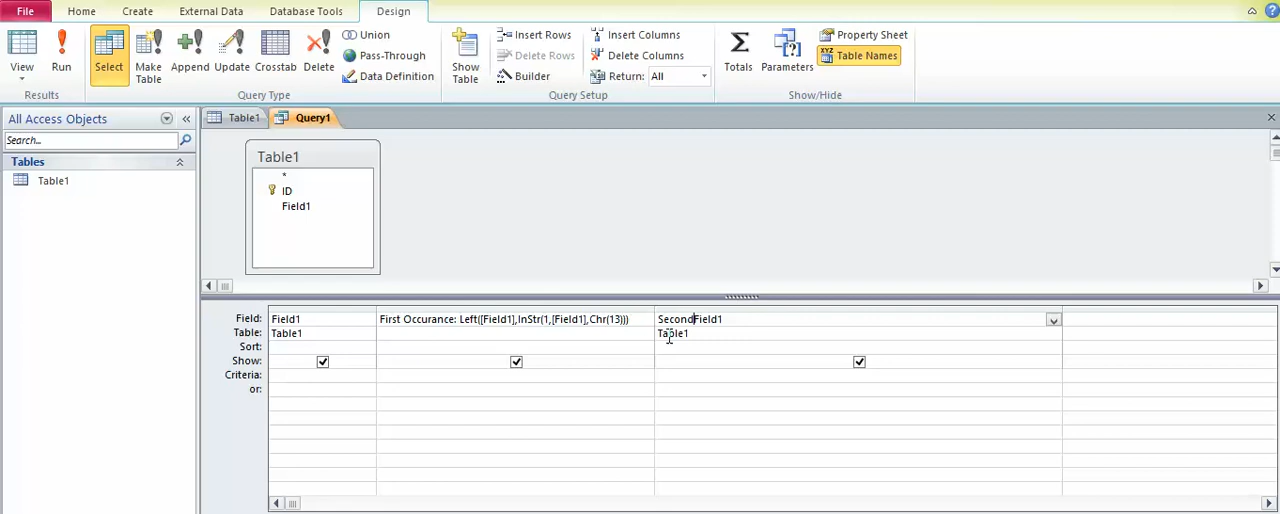 File Home Create External Data Database Tools Design
View Run Select Make Table Append Update Crosstab Delete Union Pass-Through Data Definition Show Table Insert Rows Delete Rows Builder Insert Columns Delete Columns Return: All Totals Parameters Property Sheet Table Names
Results Query Type Query Setup Show/Hide
All Access Objects
Table1 Query1
Search...
Tables
Table1
Table1
*
ID
Field1
Field: Field1 First Occurance: Left([Field1],InStr(1,[Field1],Chr(13))) SecondField1
Table: Table1 Table1
Sort:
Show:
Criteria:
or: